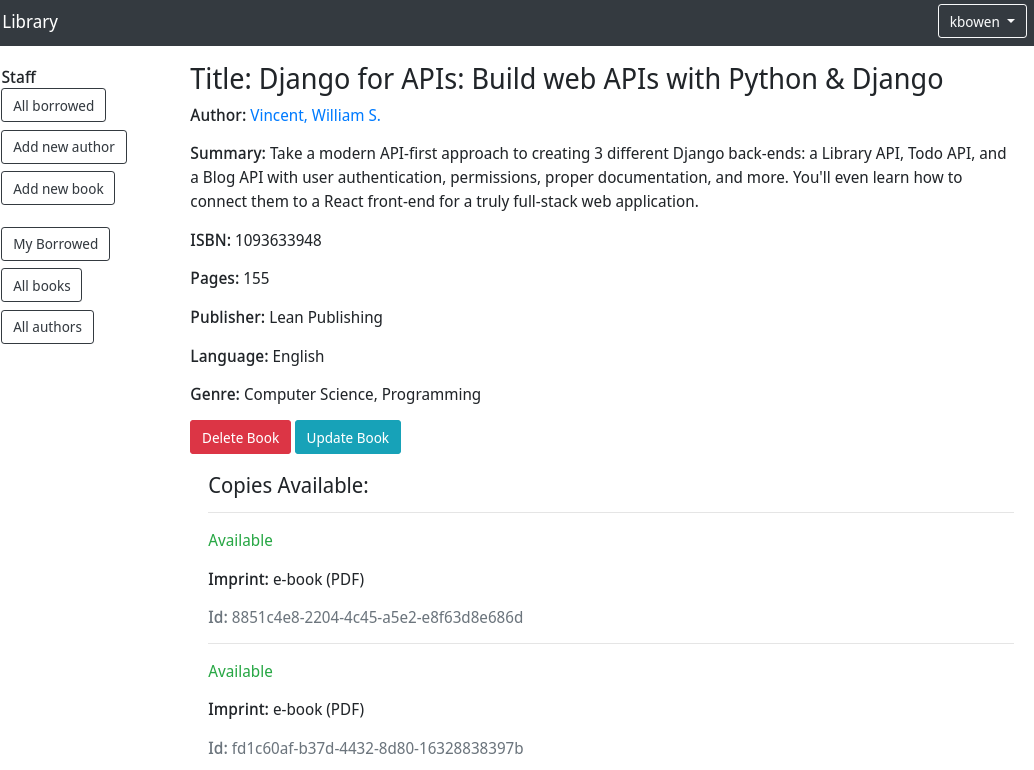 Library
kbowen
Staff
All borrowed
Add new author
Add new book
My Borrowed
All books
All authors
Title: Django for APIs: Build web APIs with Python & Django
Author: Vincent, William S.
Summary: Take a modern API-first approach to creating 3 different Django back-ends: a Library API, Todo API, and
a Blog API with user authentication, permissions, proper documentation, and more. You'll even learn how to
connect them to a React front-end for a truly full-stack web application.
ISBN: 1093633948
Pages: 155
Publisher: Lean Publishing
Language: English
Genre: Computer Science, Programming
Delete Book Update Book
Copies Available:
Available
Imprint: e-book (PDF)
Id: 8851c4e8-2204-4c45-a5e2-e8f63d8e686d
Available
Imprint: e-book (PDF)
Id: fd1c60af-b37d-4432-8d80-16328838397b